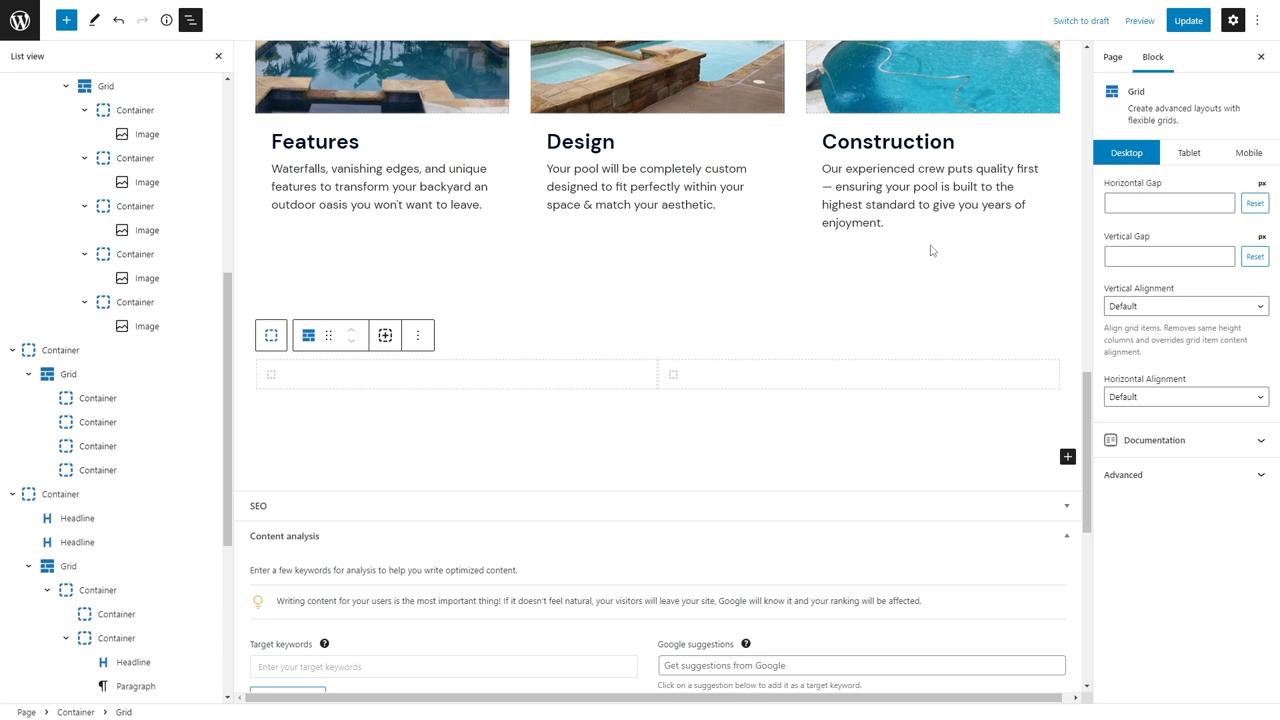 Switch to draft
Preview
Update
List view
Grid
Container
Image
Container
Image
Container
Image
Container
Image
Container
Image
Container
Grid
Container
Container
Container
Container
Container
Headline
Headline
Grid
Container
Container
Container
Headline
Paragraph
Features
Waterfalls, vanishing edges, and unique
features to transform your backyard an
outdoor oasis you won't want to leave.
Design
Your pool will be completely custom
designed to fit perfectly within your
space & match your aesthetic.
Construction
Our experienced crew puts quality first
— ensuring your pool is built to the
highest standard to give you years of
enjoyment.
SEO
Content analysis
Enter a few keywords for analysis to help you write optimized content.
Writing content for your users is the most important thing! If it doesn't feel natural, your visitors will leave your site, Google will know it and your ranking will be affected.
Target keywords
Enter your target keywords
Google suggestions
Get suggestions from Google
Click on a suggestion below to add it as a target keyword.
Page
Block
Grid
Create advanced layouts with
flexible grids.
Desktop
Tablet
Mobile
Horizontal Gap
px
Reset
Vertical Gap
px
Reset
Vertical Alignment
Default
Align grid items. Removes same height
columns and overrides grid item content
alignment.
Horizontal Alignment
Default
Documentation
Advanced
Page > Container > Grid